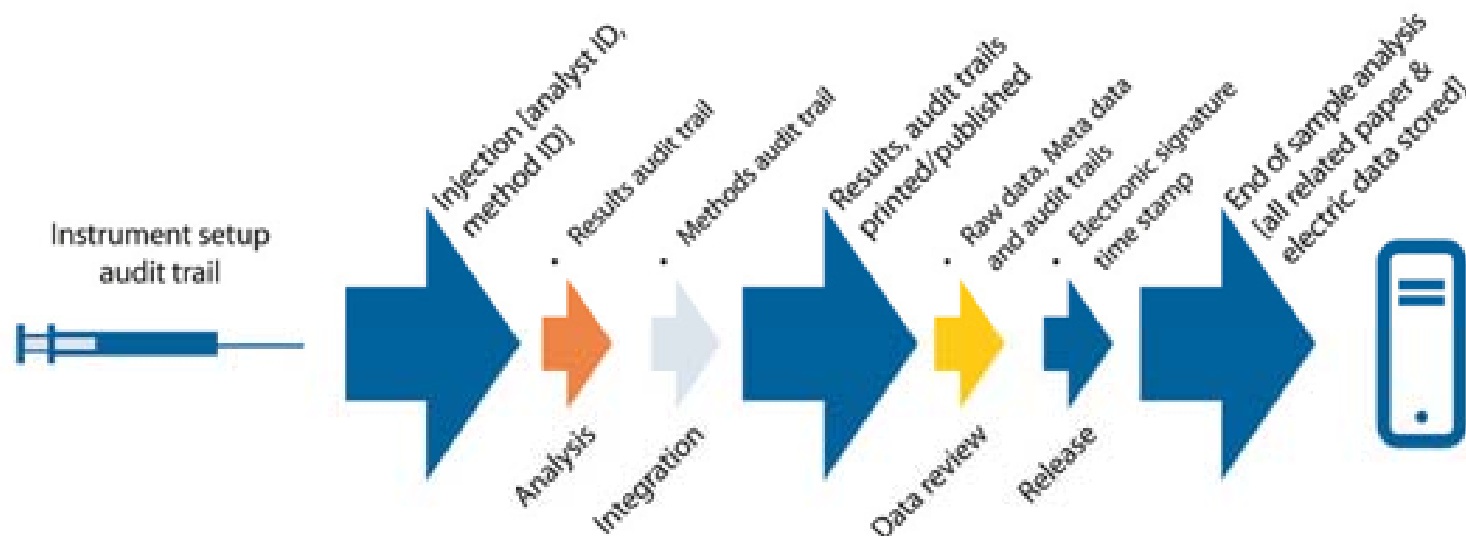 Instrument setup
audit trail
Injection [analyst ID,
method ID]
• Results audit trail
Analysis
• Methods audit trail
Integration
Results, audit trails
printed/published
• Raw data, Meta data
and audit trails
Data review
• Electronic signature
time stamp
Release
End of sample analysis
[all related paper &
electric data stored]